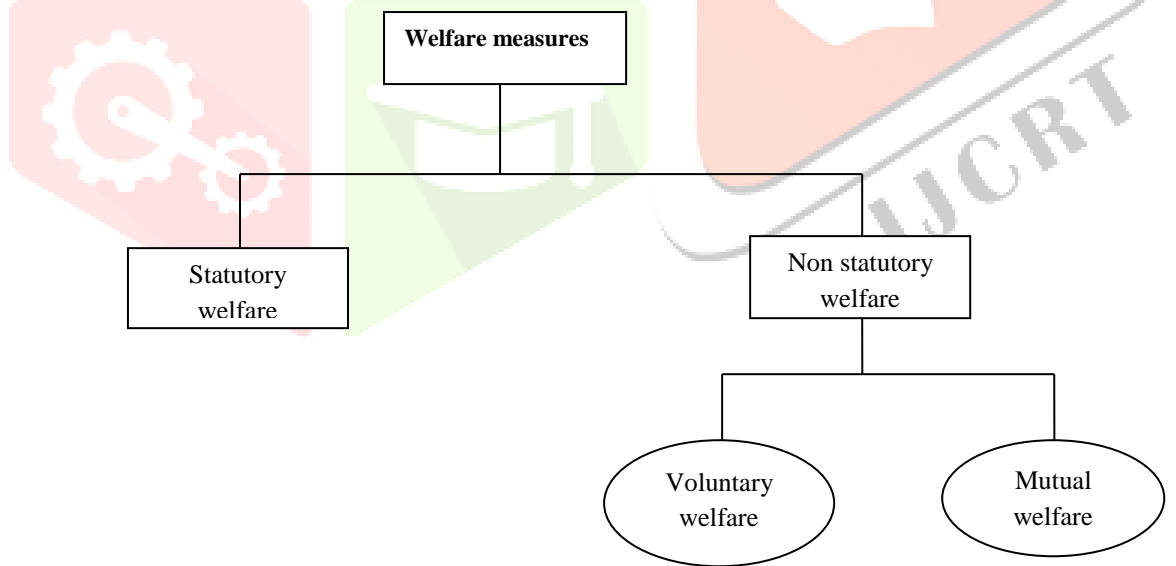 Welfare measures
IJCRT
Statutory
welfare
Non statutory
welfare
Voluntary
welfare
Mutual
welfare